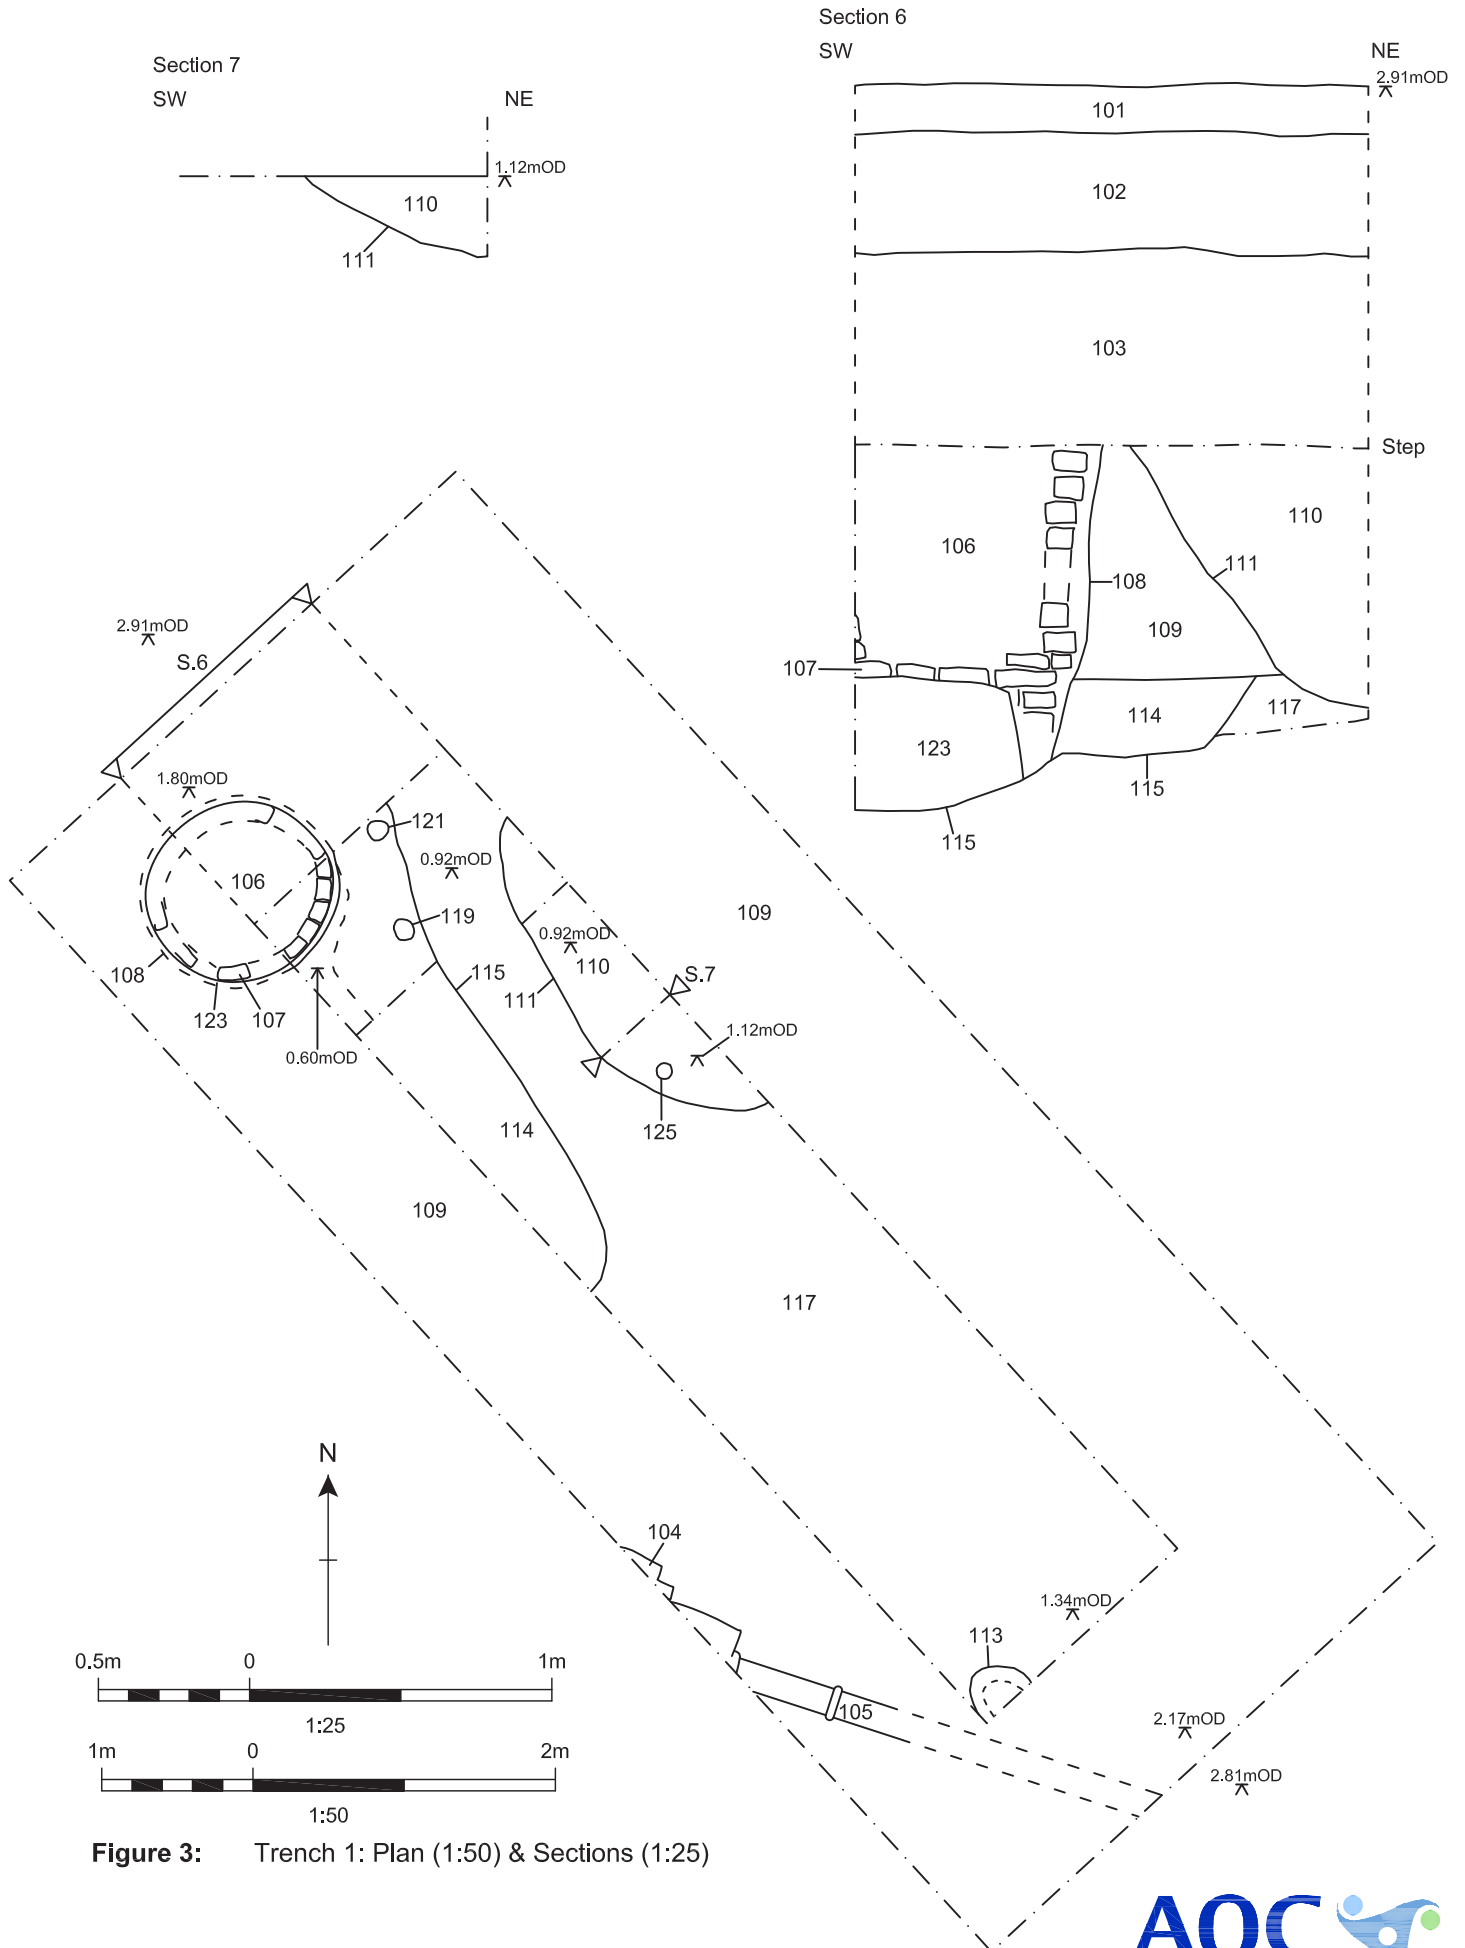 Section 6
SW
NE
2.91mOD
101
102
103
Step
106
110
111
108
109
107
114
117
123
115
115
Section 7
SW
NE
1.12mOD
110
111
2.91mOD
S.6
1.80mOD
121
0.92mOD
106
119
109
0.92mOD
110
108
115
S.7
111
123
107
1.12mOD
0.60mOD
114
125
109
117
N
104
1.34mOD
113
0.5m 0 1m
105
2.17mOD
1:25
1m 0 2m
2.81mOD
1:50
Figure 3: Trench 1: Plan (1:50) & Sections (1:25)
AOC